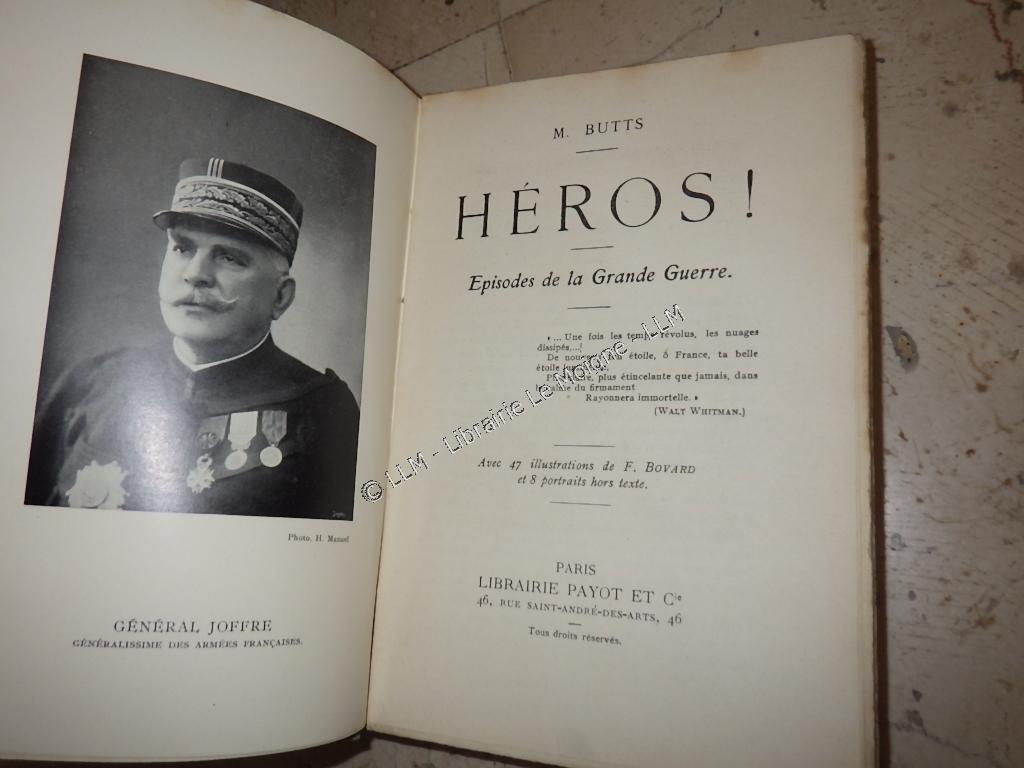 Photo. H. Manuel
GÉNÉRAL JOFFRE
GÉNÉRALISSIME DES ARMÉES FRANÇAISES.
M. BUTTS
HÉROS !
Episodes de la Grande Guerre.
« ... Une fois les temps révolus, les nuages
dissipés,...
De nouveau étoile, ô France, ta belle
étoile
plus étincelante que jamais, dans
du firmament
Rayonnera immortelle. »
(WALT WHITMAN.)
Avec 47 illustrations de F. BOVARD
et 8 portraits hors texte.
PARIS
LIBRAIRIE PAYOT ET Cie
46, RUE SAINT-ANDRÉ-DES-ARTS, 46
Tous droits réservés.
© LLM - Librairie Le Moigne LLM